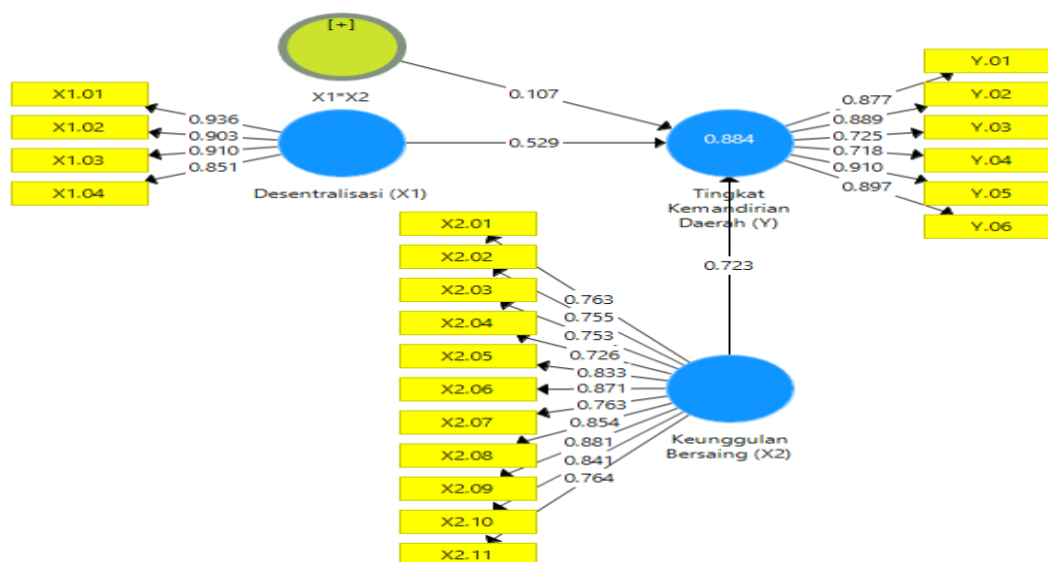 [+]
X1*X2
X1.01
X1.02
X1.03
X1.04
0.936
0.903
0.910
0.851
Desentralisasi (X1)
0.107
0.529
0.884
Tingkat
Kemandirian
Daerah (Y)
0.877
0.889
0.725
0.718
0.910
0.897
Y.01
Y.02
Y.03
Y.04
Y.05
Y.06
0.723
X2.01
X2.02
X2.03
X2.04
X2.05
X2.06
X2.07
X2.08
X2.09
X2.10
X2.11
0.763
0.755
0.753
0.726
0.833
0.871
0.763
0.854
0.881
0.841
0.764
Keunggulan
Bersaing (X2)